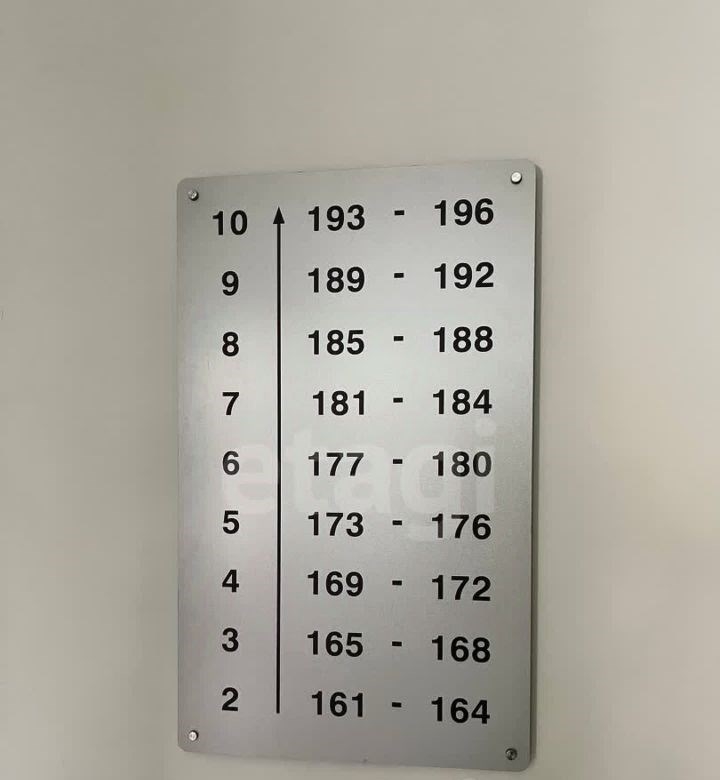 10 193 - 196
9 189 - 192
8 185 - 188
7 181 - 184
6 177 - 180
5 173 - 176
4 169 - 172
3 165 - 168
2 161 - 164
etagi